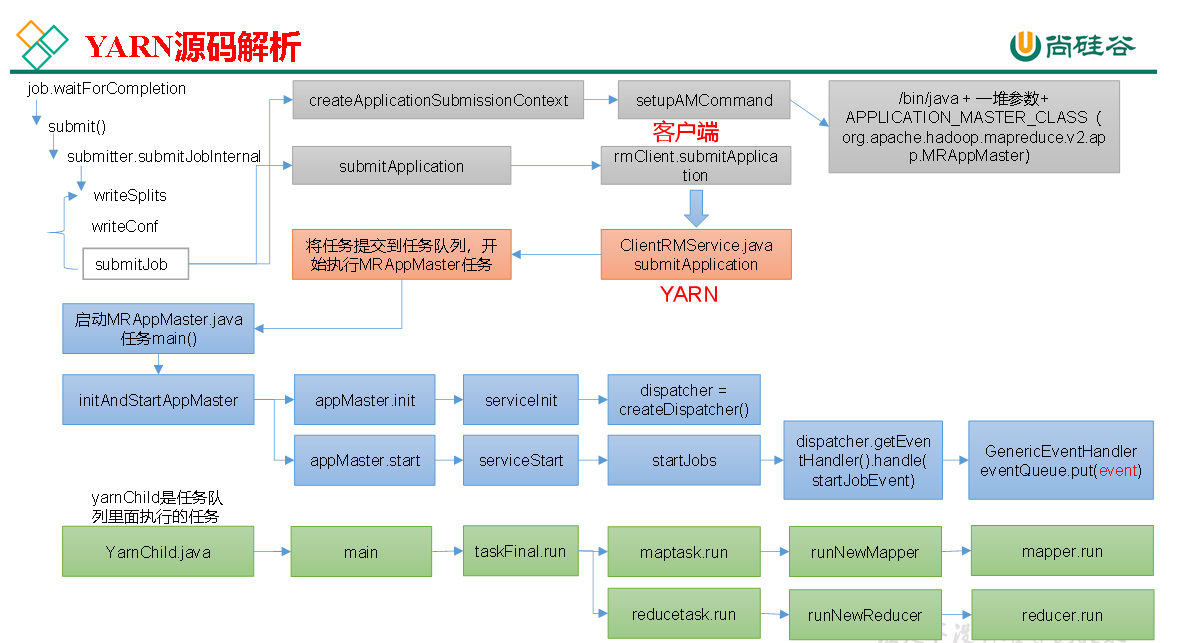 YARN源码解析
尚硅谷
job.waitForCompletion
submit()
submitter.submitJobInternal
writeSplits
writeConf
submitJob
createApplicationSubmissionContext
setupAMCommand
/bin/java + 一堆参数+
APPLICATION_MASTER_CLASS（
org.apache.hadoop.mapreduce.v2.ap
p.MRAppMaster）
客户端
submitApplication
rmClient.submitApplica
tion
将任务提交到任务队列，开
始执行MRAppMaster任务
ClientRMService.java
submitApplication
YARN
启动MRAppMaster.java
任务main()
initAndStartAppMaster
appMaster.init
serviceInit
dispatcher =
createDispatcher()
appMaster.start
serviceStart
startJobs
dispatcher.getEven
tHandler().handle(
startJobEvent)
GenericEventHandler
eventQueue.put(event)
yarnChild是任务队
列里面执行的任务
YarnChild.java
main
taskFinal.run
maptask.run
runNewMapper
mapper.run
reducetask.run
runNewReducer
reducer.run